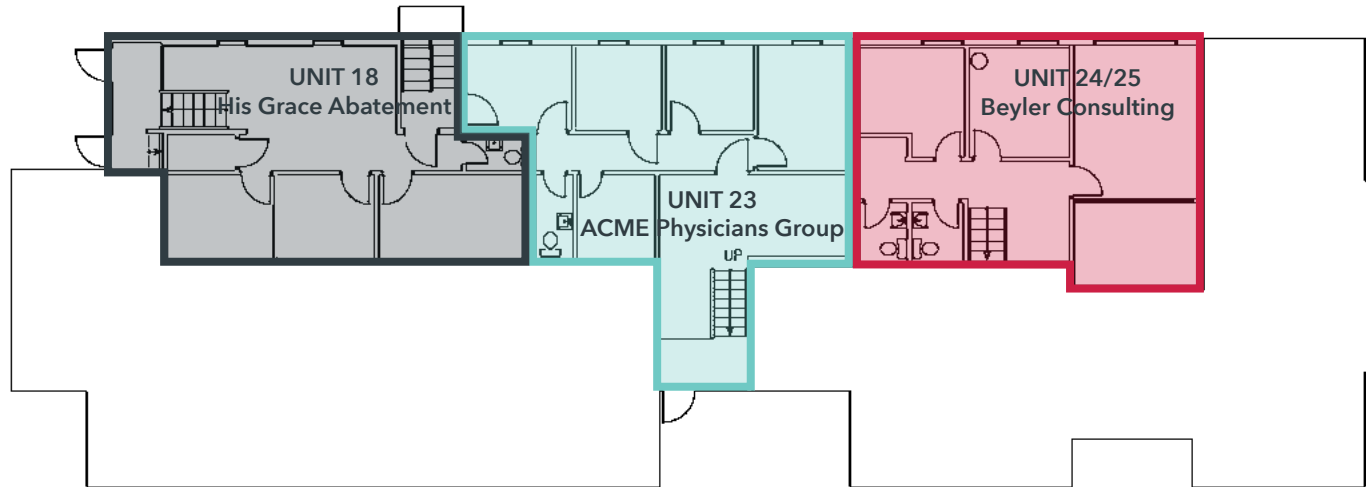 UNIT 18
His Grace Abatement
UNIT 23
ACME Physicians Group
UP
UNIT 24/25
Beyler Consulting